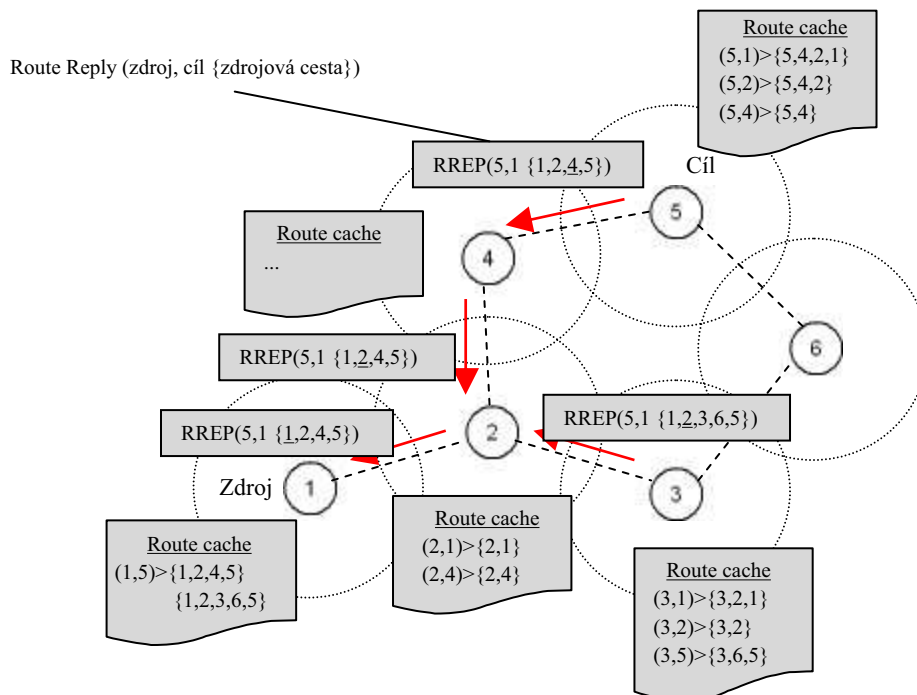 Route cache
(5,1)>{5,4,2,1}
(5,2)>{5,4,2}
(5,4)>{5,4}
Route Reply (zdroj, cíl {zdrojová cesta})
RREP(5,1 {1,2,4,5})
Cíl
5
Route cache
...
4
6
RREP(5,1 {1,2,4,5})
RREP(5,1 {1,2,4,5})
2
RREP(5,1 {1,2,3,6,5})
Zdroj
1
3
Route cache
(1,5)>{1,2,4,5}
{1,2,3,6,5}
Route cache
(2,1)>{2,1}
(2,4)>{2,4}
Route cache
(3,1)>{3,2,1}
(3,2)>{3,2}
(3,5)>{3,6,5}